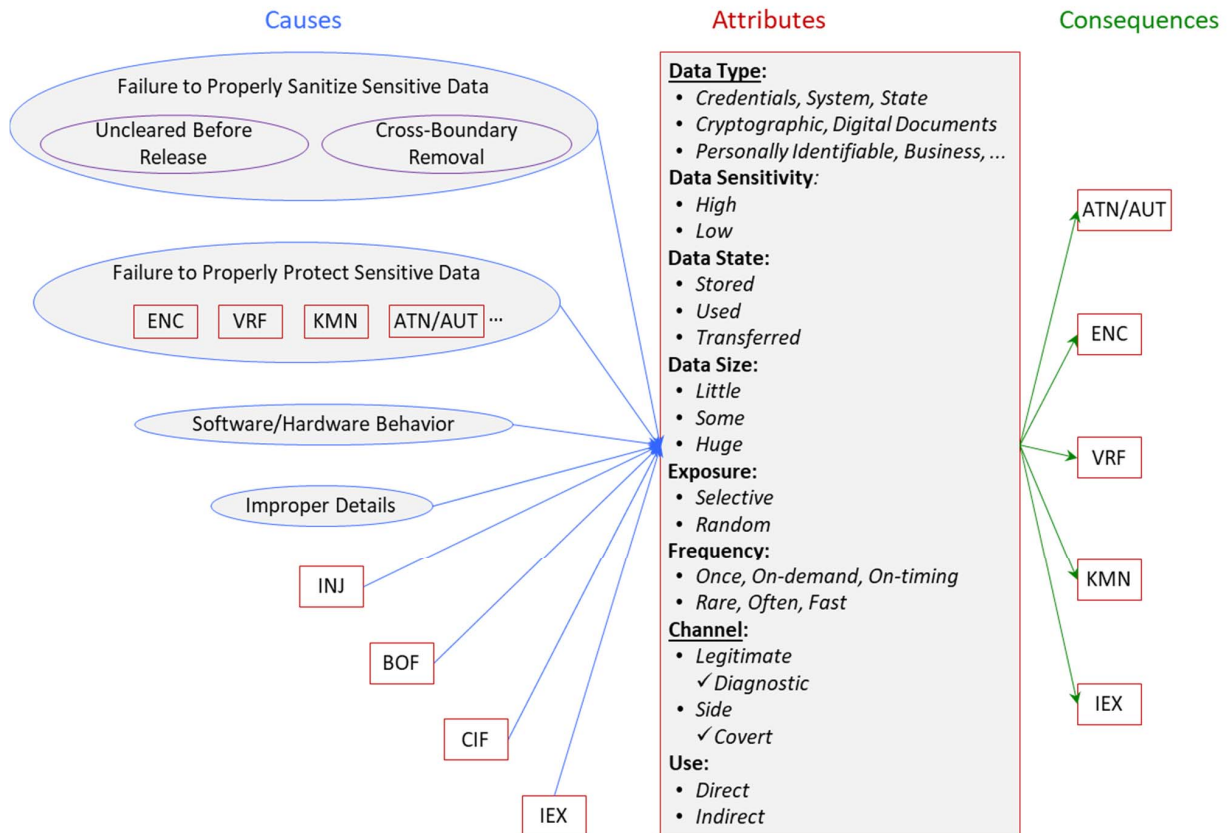 Causes
Attributes
Consequences
Failure to Properly Sanitize Sensitive Data
Uncleared Before
Release
Cross-Boundary
Removal
Failure to Properly Protect Sensitive Data
ENC
VRF
KMN
ATN/AUT ...
Software/Hardware Behavior
Improper Details
INJ
BOF
CIF
IEX
Data Type:
• Credentials, System, State
• Cryptographic, Digital Documents
• Personally Identifiable, Business, ...
Data Sensitivity:
• High
• Low
Data State:
• Stored
• Used
• Transferred
Data Size:
• Little
• Some
• Huge
Exposure:
• Selective
• Random
Frequency:
• Once, On-demand, On-timing
• Rare, Often, Fast
Channel:
• Legitimate
✓ Diagnostic
• Side
✓ Covert
Use:
• Direct
• Indirect
ATN/AUT
ENC
VRF
KMN
IEX